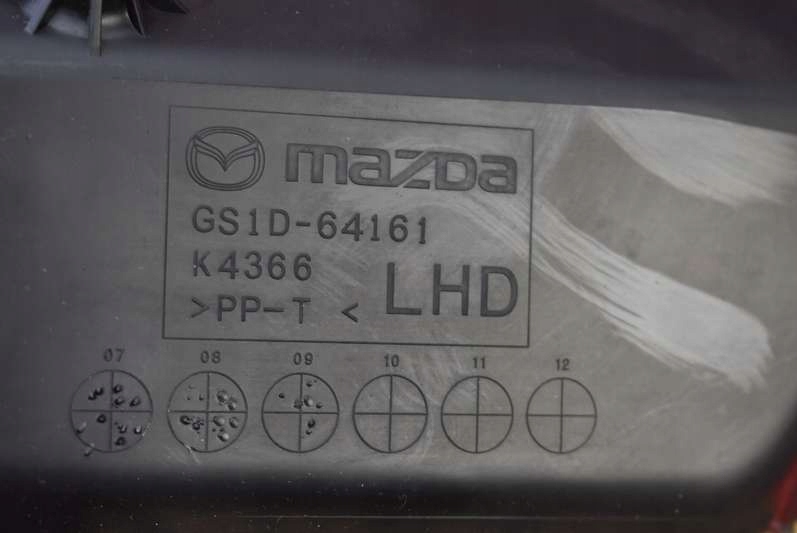 mazda
GS1D-64161
K4366
LHD
>PP-T <
07 08 09 10 11 12